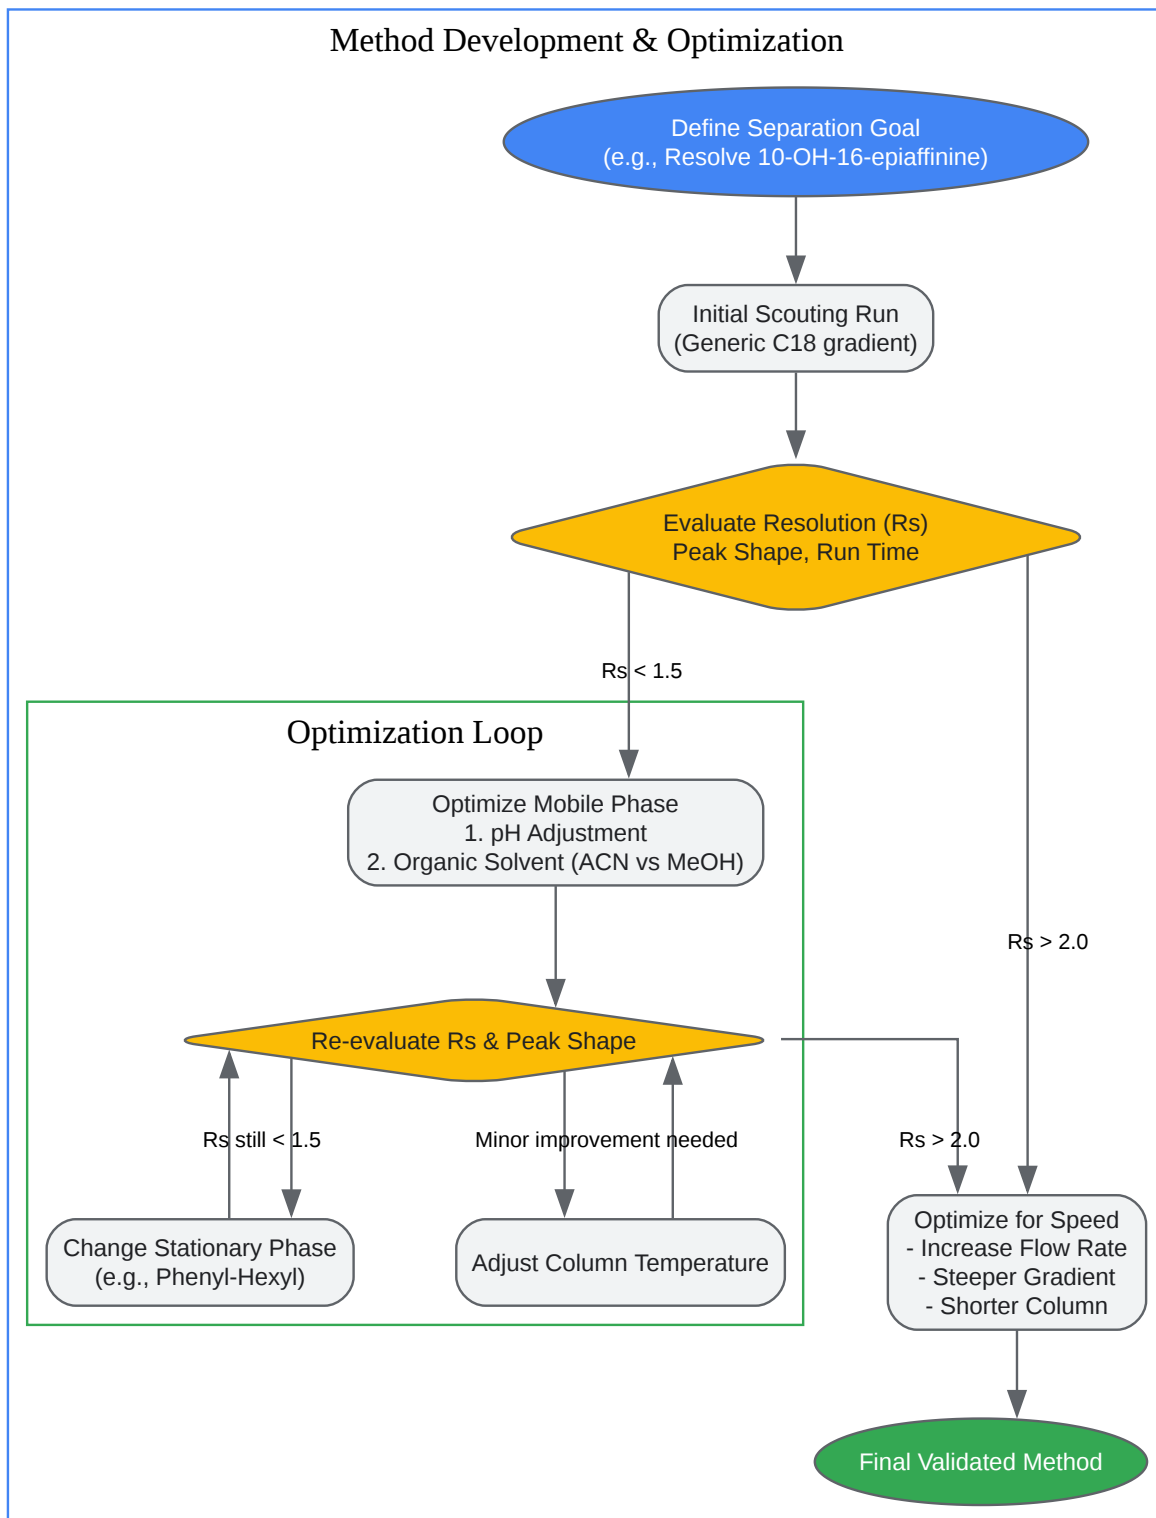 Method Development & Optimization
Define Separation Goal
(e.g., Resolve 10-OH-16-epiaffinine)
Initial Scouting Run
(Generic C18 gradient)
Evaluate Resolution (Rs)
Peak Shape, Run Time
Rs < 1.5
Optimization Loop
Optimize Mobile Phase
1. pH Adjustment
2. Organic Solvent (ACN vs MeOH)
Rs > 2.0
Re-evaluate Rs & Peak Shape
Rs still < 1.5
Minor improvement needed
Rs > 2.0
Change Stationary Phase
(e.g., Phenyl-Hexyl)
Adjust Column Temperature
Optimize for Speed
- Increase Flow Rate
- Steeper Gradient
- Shorter Column
Final Validated Method